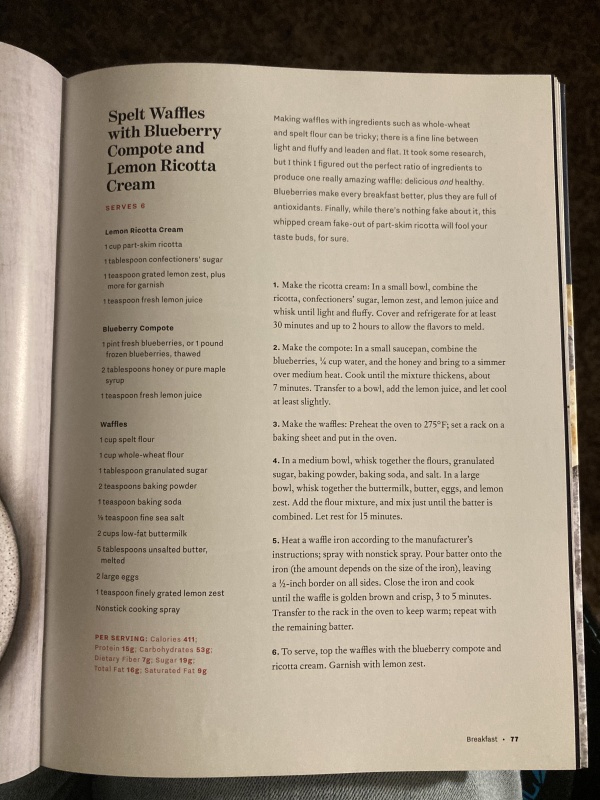 Spelt Waffles
with Blueberry
Compote and
Lemon Ricotta
Cream
SERVES 6
Lemon Ricotta Cream
1 cup part-skim ricotta
1 tablespoon confectioners' sugar
1 teaspoon grated lemon zest, plus
more for garnish
1 teaspoon fresh lemon juice
Blueberry Compote
1 pint fresh blueberries, or 1 pound
frozen blueberries, thawed
2 tablespoons honey or pure maple
syrup
1 teaspoon fresh lemon juice
Waffles
1 cup spelt flour
1 cup whole-wheat flour
1 tablespoon granulated sugar
2 teaspoons baking powder
1 teaspoon baking soda
teaspoon fine sea salt
2 cups low-fat buttermilk
5 tablespoons unsalted butter,
melted
2 large eggs
1 teaspoon finely grated lemon zest
Nonstick cooking spray
PER SERVING: Calories 411;
Protein 15g; Carbohydrates 53g;
Dietary Fiber 7g; Sugar 19g;
Total Fat 16g; Saturated Fat 9g
Making waffles with ingredients such as whole-wheat
and spelt flour can be tricky; there is a fine line between
light and fluffy and leaden and flat. It took some research,
but I think I figured out the perfect ratio of ingredients to
produce one really amazing waffle: delicious and healthy.
Blueberries make every breakfast better, plus they are full of
antioxidants. Finally, while there's nothing fake about it, this
whipped cream fake-out of part-skim ricotta will fool your
taste buds, for sure.
1. Make the ricotta cream: In a small bowl, combine the
ricotta, confectioners' sugar, lemon zest, and lemon juice and
whisk until light and fluffy. Cover and refrigerate for at least
30 minutes and up to 2 hours to allow the flavors to meld.
2. Make the compote: In a small saucepan, combine the
blueberries, ¼ cup water, and the honey and bring to a simmer
over medium heat. Cook until the mixture thickens, about
7 minutes. Transfer to a bowl, add the lemon juice, and let cool
at least slightly.
3. Make the waffles: Preheat the oven to 275°F; set a rack on a
baking sheet and put in the oven.
4. In a medium bowl, whisk together the flours, granulated
sugar, baking powder, baking soda, and salt. In a large
bowl, whisk together the buttermilk, butter, eggs, and lemon
zest. Add the flour mixture, and mix just until the batter is
combined. Let rest for 15 minutes.
5. Heat a waffle iron according to the manufacturer's
instructions; spray with nonstick spray. Pour batter onto the
iron (the amount depends on the size of the iron), leaving
a ½-inch border on all sides. Close the iron and cook
until the waffle is golden brown and crisp, 3 to 5 minutes.
Transfer to the rack in the oven to keep warm; repeat with
the remaining batter.
6. To serve, top the waffles with the blueberry compote and
ricotta cream. Garnish with lemon zest.
Breakfast • 77